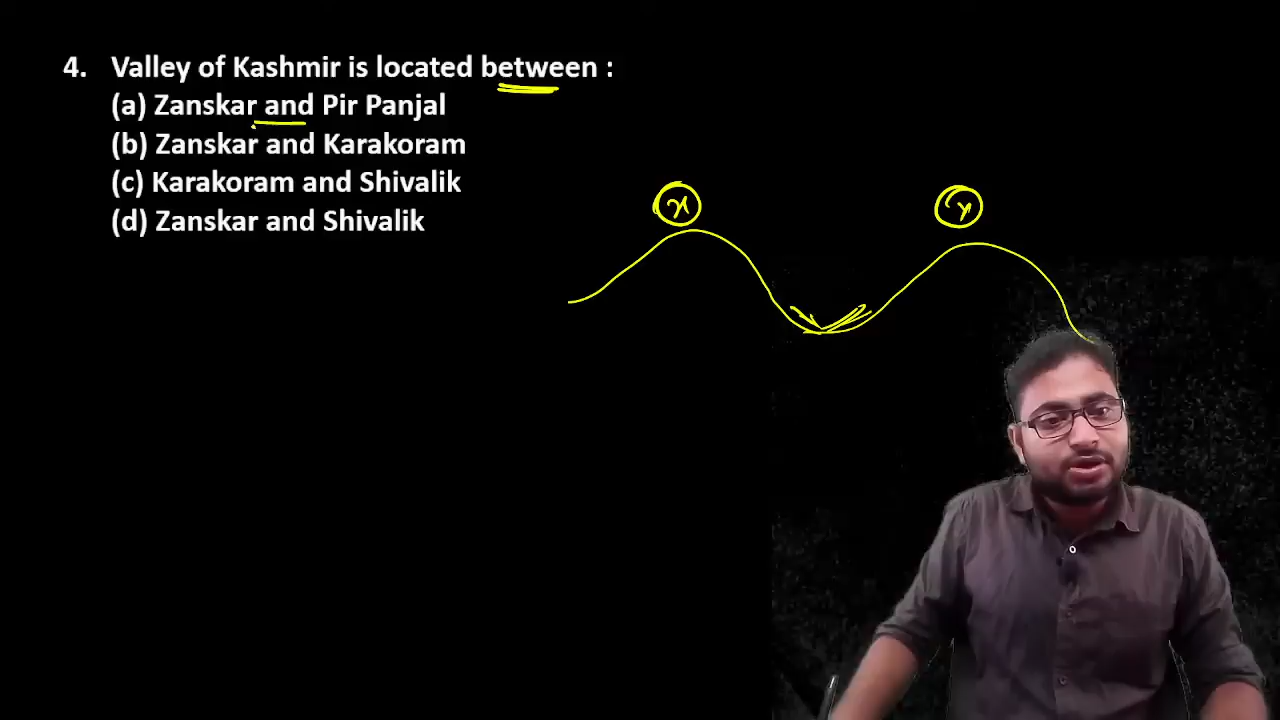 4. Valley of Kashmir is located between :
(a) Zanskar and Pir Panjal
(b) Zanskar and Karakoram
(c) Karakoram and Shivalik
(d) Zanskar and Shivalik
x y